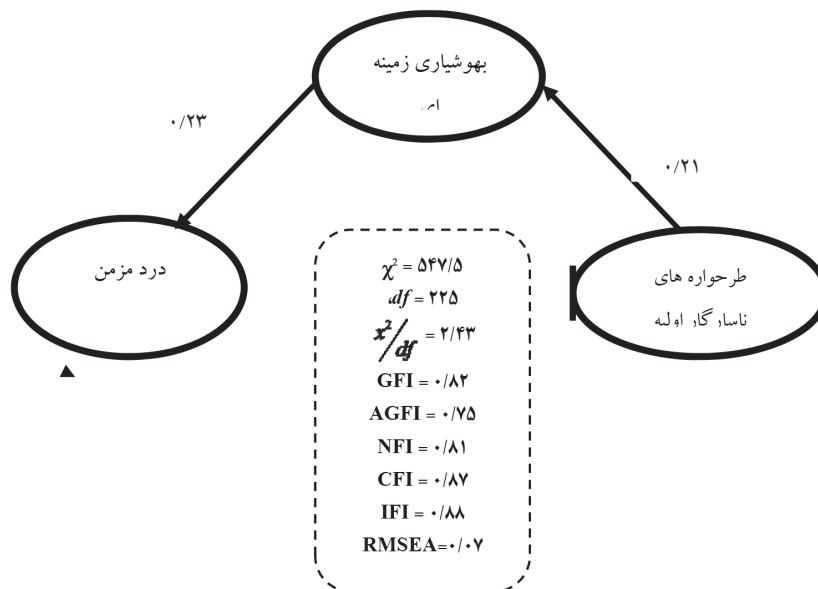 بهوشیاری زمینه
ای
۰/۲۳
۰/۲۱
درد مزمن
طرحواره های
ناسازگار اولیه
χ² = ۵۴۷/۵
df = ۲۲۵
x²/df = ۲/۴۳
GFI = ۰/۸۲
AGFI = ۰/۷۵
NFI = ۰/۸۱
CFI = ۰/۸۷
IFI = ۰/۸۸
RMSEA=۰/۰۷